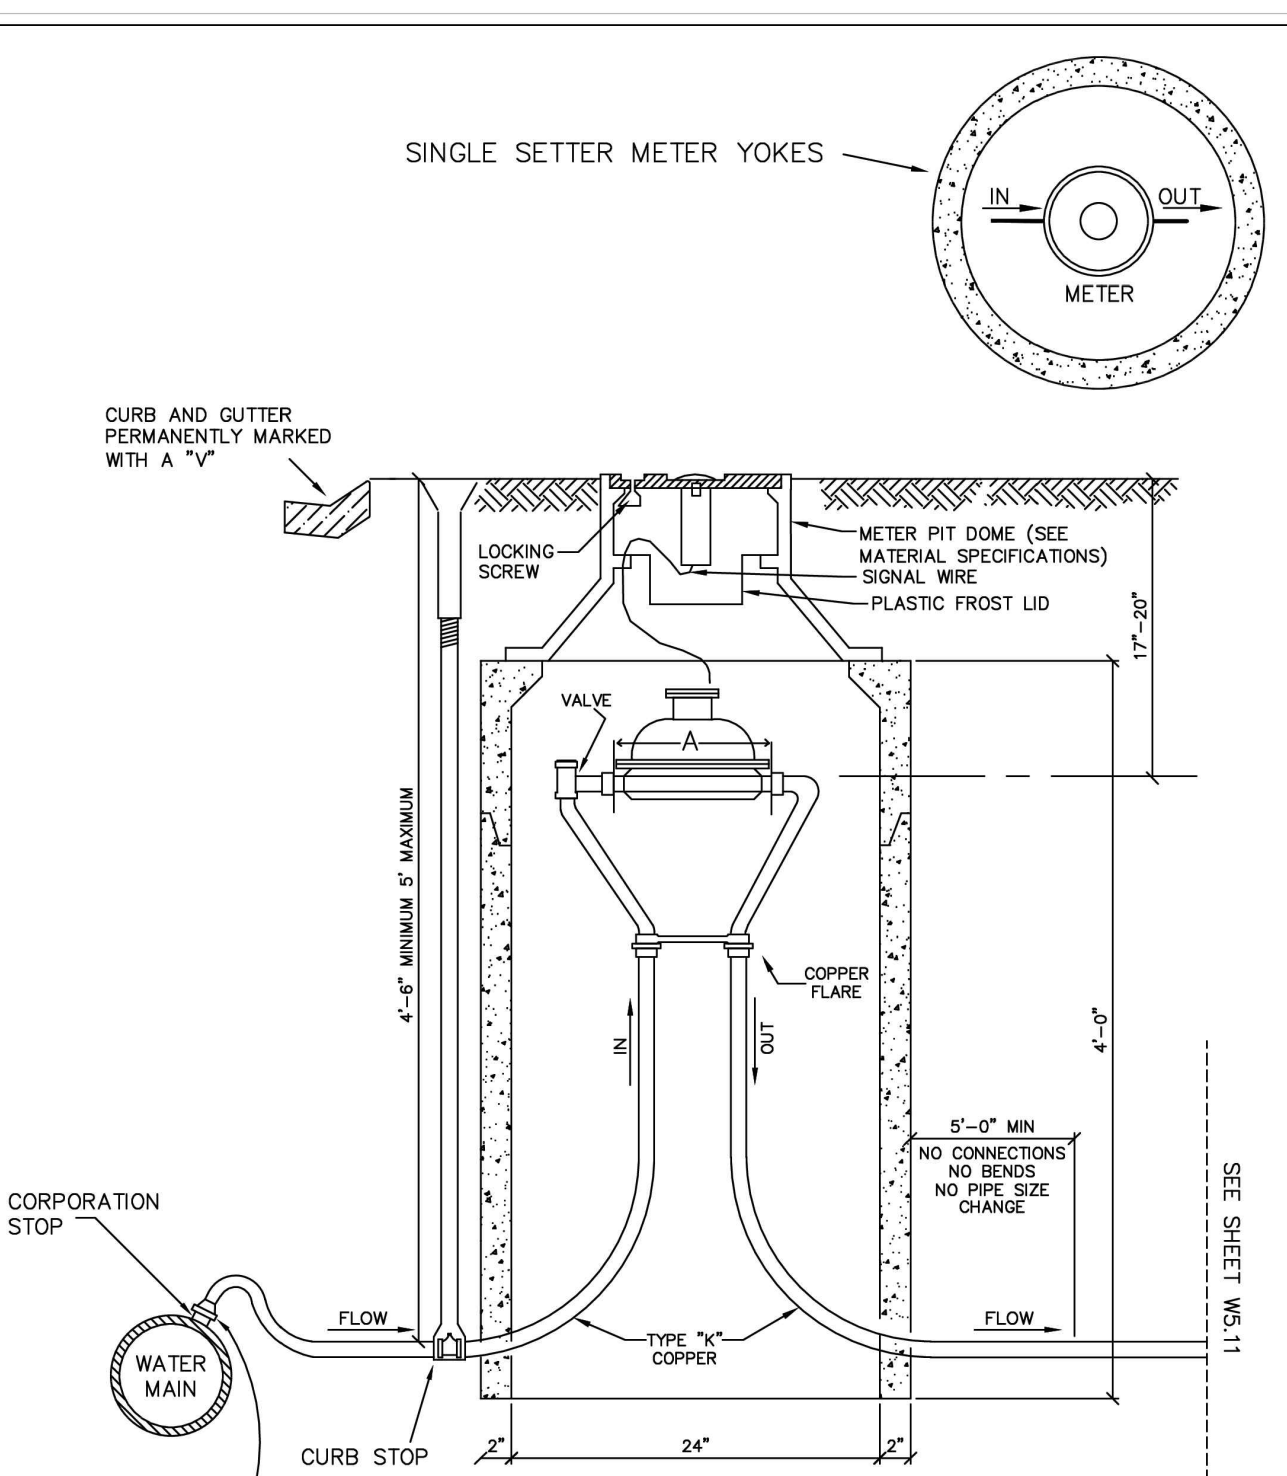 SINGLE SETTER METER YOKES
IN
OUT
METER
CURB AND GUTTER
PERMANENTLY MARKED
WITH A "V"
LOCKING
SCREW
METER PIT DOME (SEE
MATERIAL SPECIFICATIONS)
SIGNAL WIRE
PLASTIC FROST LID
17"-20"
VALVE
A
4'-6" MINIMUM 5' MAXIMUM
COPPER
FLARE
IN
OUT
4'-0"
5'-0" MIN
NO CONNECTIONS
NO BENDS
NO PIPE SIZE
CHANGE
SEE SHEET W5.11
CORPORATION
STOP
FLOW
FLOW
TYPE "K"
COPPER
WATER
MAIN
CURB STOP
2"
24"
2"